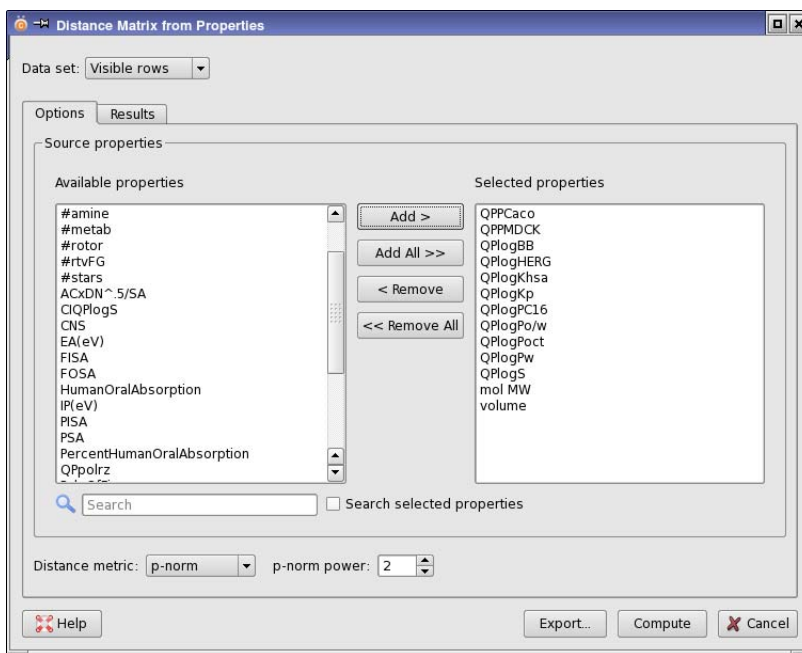 Distance Matrix from Properties
Data set: Visible rows
Options Results
Source properties
Available properties
Selected properties
#amine
#metab
#rotor
#rtvFG
#stars
ACxDN^.5/SA
CIQPlogS
CNS
EA(eV)
FISA
FOSA
HumanOralAbsorption
IP(eV)
PISA
PSA
PercentHumanOralAbsorption
QPpolrz
Add >
Add All >>
< Remove
<< Remove All
QPPCaco
QPPMDCK
QPlogBB
QPlogHERG
QPlogKhsa
QPlogKp
QPlogPC16
QPlogPo/w
QPlogPoct
QPlogPw
QPlogS
mol MW
volume
Search
Search selected properties
Distance metric: p-norm p-norm power: 2
Help Export... Compute Cancel